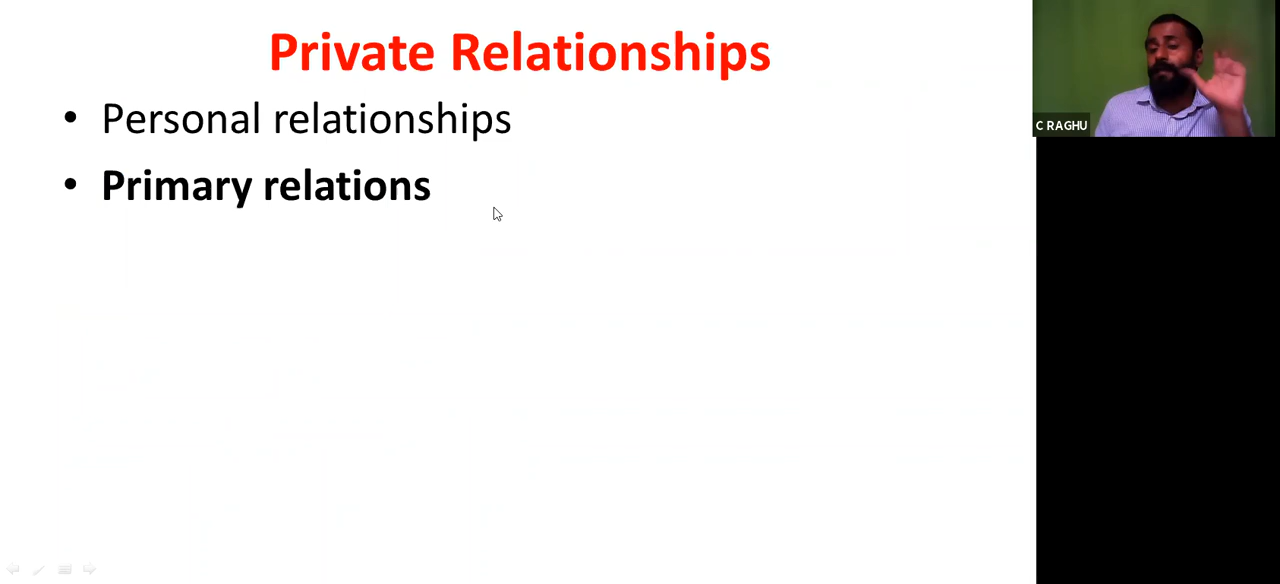 Private Relationships
• Personal relationships
• Primary relations
C RAGHU